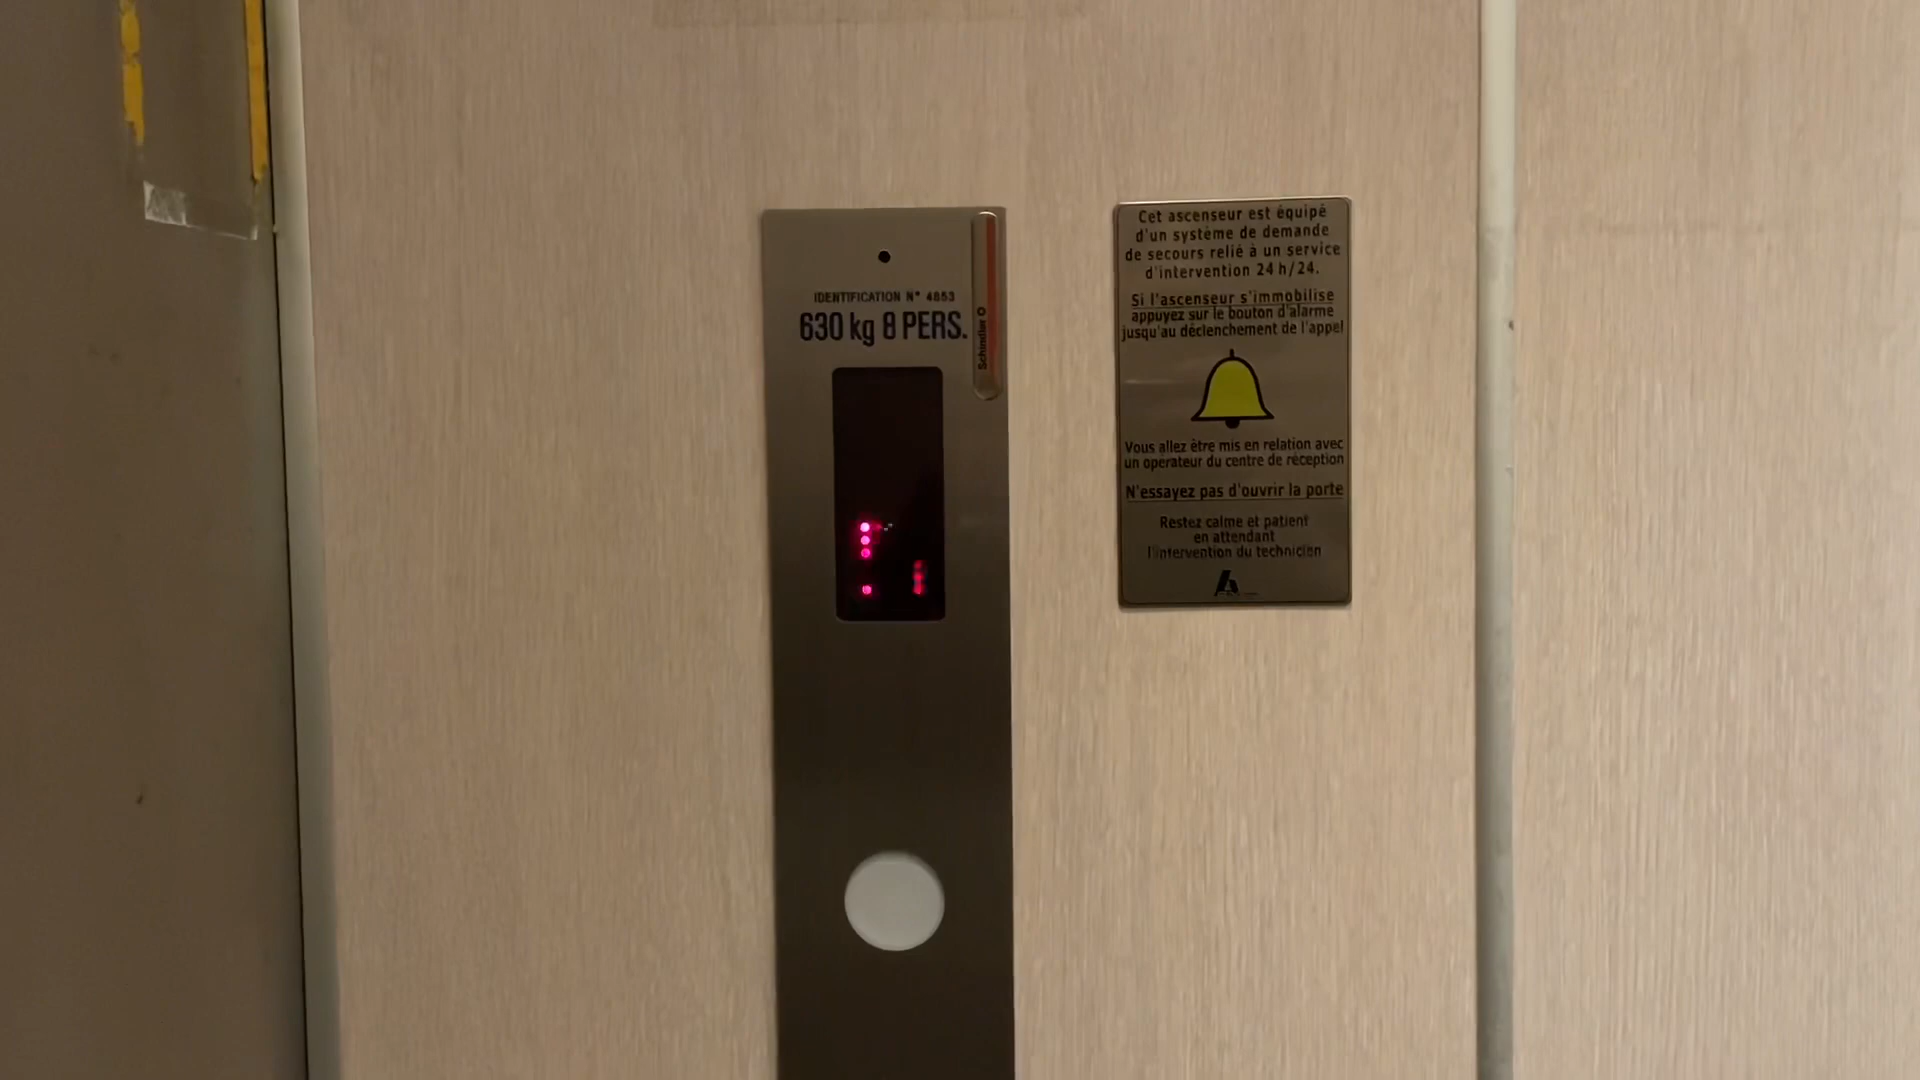 IDENTIFICATION N° 4853
630 kg 8 PERS.
Schindler
Cet ascenseur est équipé
d'un système de demande
de secours relié à un service
d'intervention 24 h/24.
Si l'ascenseur s'immobilise
appuyez sur le bouton d'alarme
jusqu'au déclenchement de l'appel
Vous allez être mis en relation avec
un opérateur du centre de réception
N'essayez pas d'ouvrir la porte
Restez calme et patient
en attendant
l'intervention du technicien